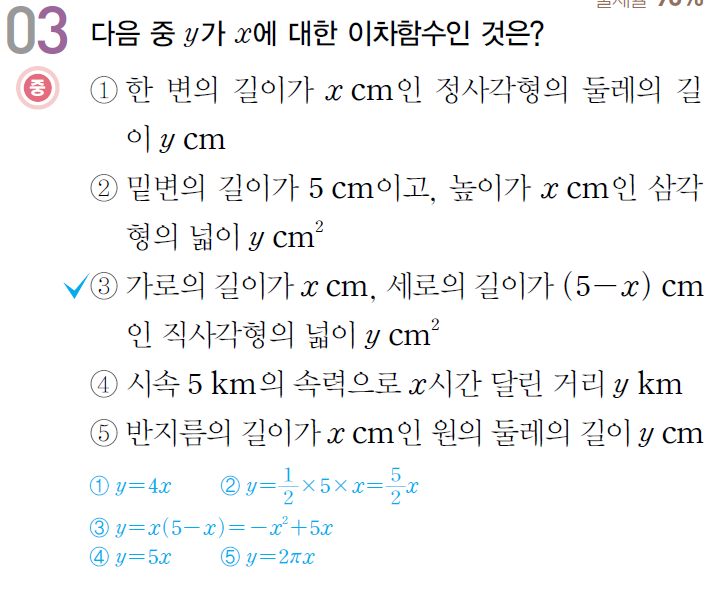 03 다음 중 y가 x에 대한 이차함수인 것은?
중 ① 한 변의 길이가 x cm인 정사각형의 둘레의 길
이 y cm
② 밑변의 길이가 5 cm이고, 높이가 x cm인 삼각
형의 넓이 y cm²
③ 가로의 길이가 x cm, 세로의 길이가 (5-x) cm
인 직사각형의 넓이 y cm²
④ 시속 5 km의 속력으로 x시간 달린 거리 y km
⑤ 반지름의 길이가 x cm인 원의 둘레의 길이 y cm
① y=4x ② y=1/2×5×x=5/2x
③ y=x(5-x)=-x²+5x
④ y=5x ⑤ y=2πx